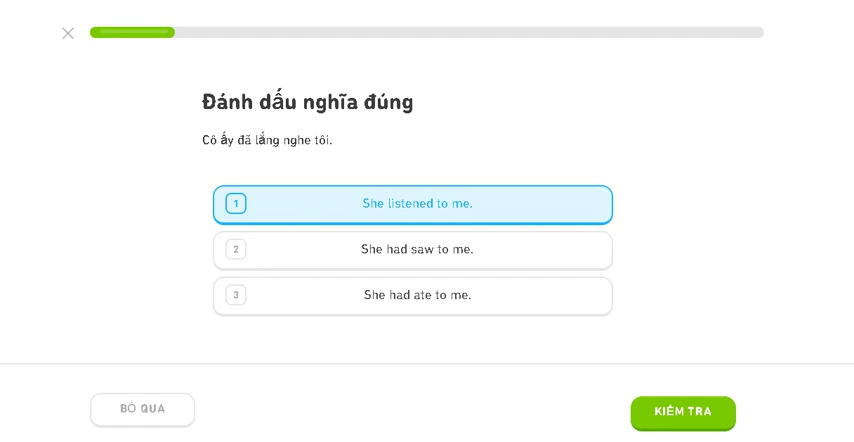 Đánh dấu nghĩa đúng
Cô ấy đã lắng nghe tôi.
1 She listened to me.
2 She had saw to me.
3 She had ate to me.
BỎ QUA
KIỂM TRA